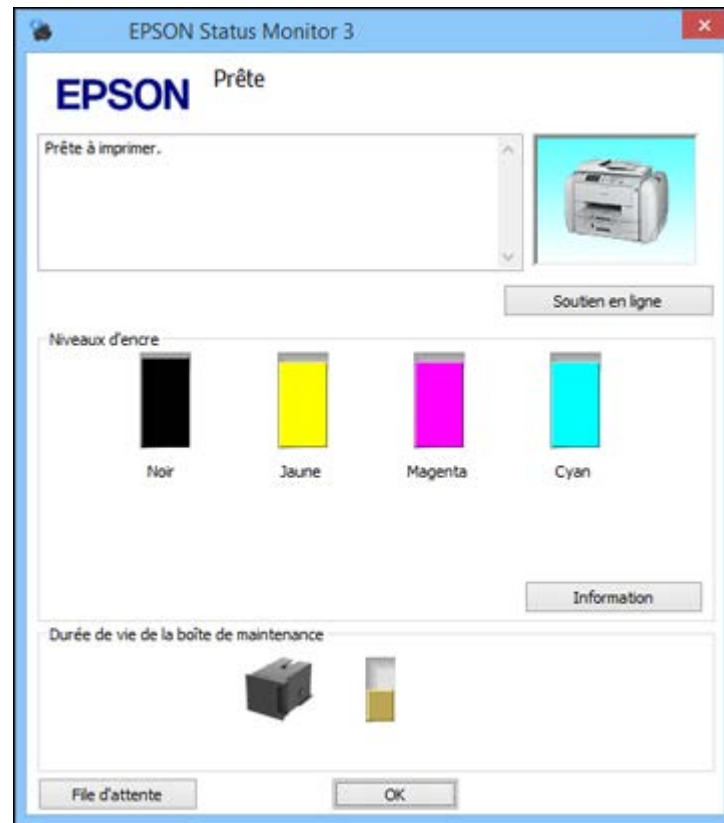 EPSON Status Monitor 3
EPSON
Prête
Prête à imprimer.
Soutien en ligne
Niveaux d'encre
Noir
Jaune
Magenta
Cyan
Information
Durée de vie de la boîte de maintenance
File d'attente
OK